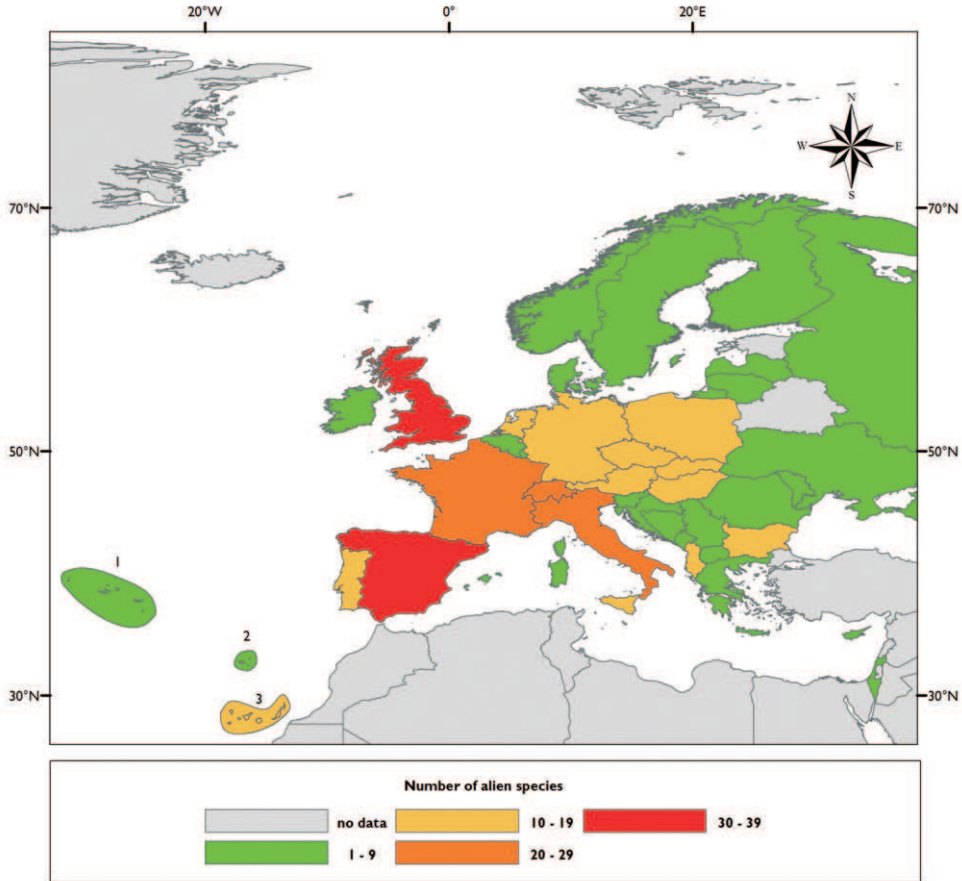 20°W 0° 20°E
N
W E
S
70°N 70°N
50°N 50°N
1
2
3
30°N 30°N
Number of alien species
no data 10 - 19 30 - 39
1 - 9 20 - 29